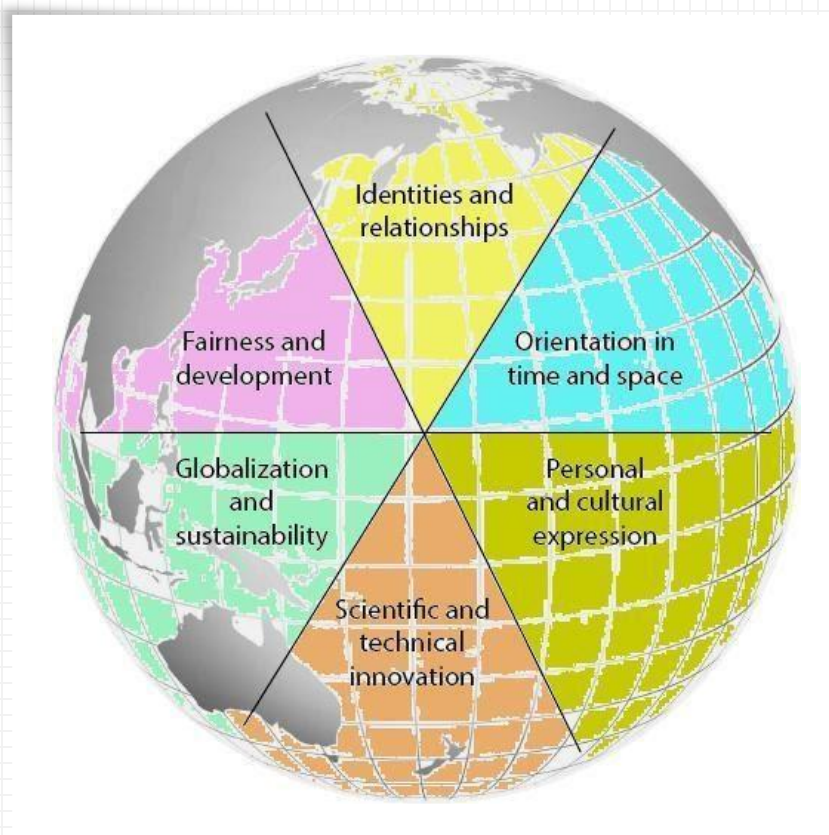 Identities and
relationships
Orientation in
time and space
Personal
and cultural
expression
Scientific and
technical
innovation
Globalization
and
sustainability
Fairness and
development